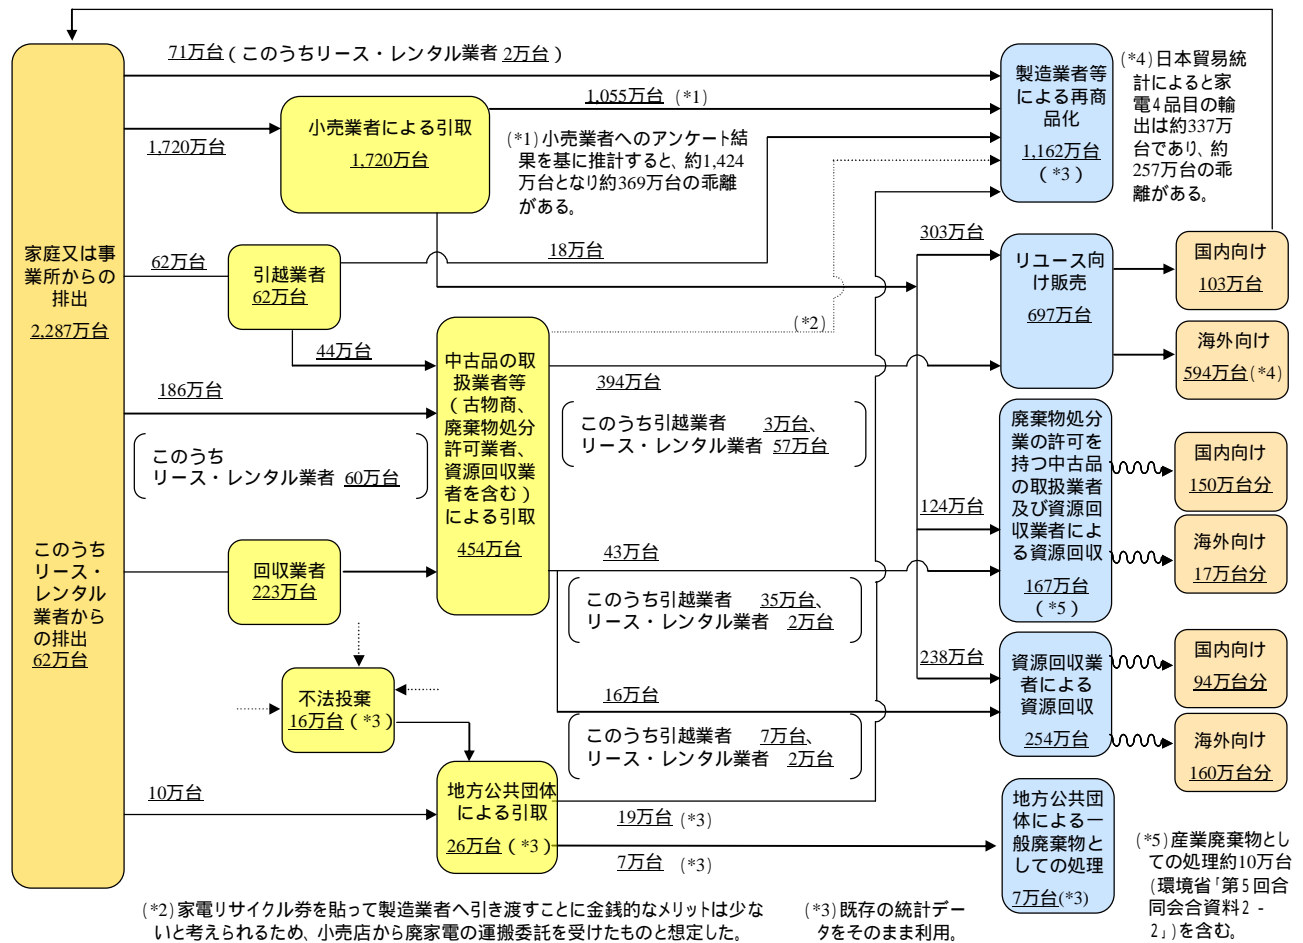 71万台(このうちリース・レンタル業者 2万台)
家庭又は事
業所からの
排出
2,287万台
このうち
リース・
レンタル
業者から
の排出
62万台
1,720万台
小売業者による引取
1,720万台
1,055万台 (*1)
(*1)小売業者へのアンケート結
果を基に推計すると、約1,424
万台となり約369万台の乖離
がある。
製造業者等
による再商
品化
1,162万台
(*3)
(*4)日本貿易統
計によると家
電4品目の輸
出は約337万
台であり、約
257万台の乖
離がある。
62万台
引越業者
62万台
18万台
44万台
303万台
リユース向
け販売
697万台
国内向け
103万台
海外向け
594万台(*4)
(*2)
186万台
このうち
リース・レンタル業者 60万台
中古品の取
扱業者等
(古物商、
廃棄物処分
許可業者、
資源回収業
者を含む)
による引取
454万台
394万台
このうち引越業者 3万台、
リース・レンタル業者 57万台
124万台
廃棄物処分
業の許可を
持つ中古品
の取扱業者
及び資源回
収業者によ
る資源回収
167万台
(*5)
国内向け
150万台分
海外向け
17万台分
回収業者
223万台
43万台
このうち引越業者 35万台、
リース・レンタル業者 2万台
238万台
資源回収業
者による
資源回収
254万台
国内向け
94万台分
海外向け
160万台分
不法投棄
16万台(*3)
16万台
このうち引越業者 7万台、
リース・レンタル業者 2万台
10万台
地方公共団体
による引取
26万台(*3)
19万台 (*3)
7万台 (*3)
地方公共団
体による一
般廃棄物と
しての処理
7万台(*3)
(*5)産業廃棄物とし
ての処理約10万台
(環境省「第5回合
同会合資料2-
2」)を含む。
(*2)家電リサイクル券を貼って製造業者へ引き渡すことに金銭的なメリットは少な
いと考えられるため、小売店から廃家電の運搬委託を受けたものと想定した。
(*3)既存の統計デー
タをそのまま利用。